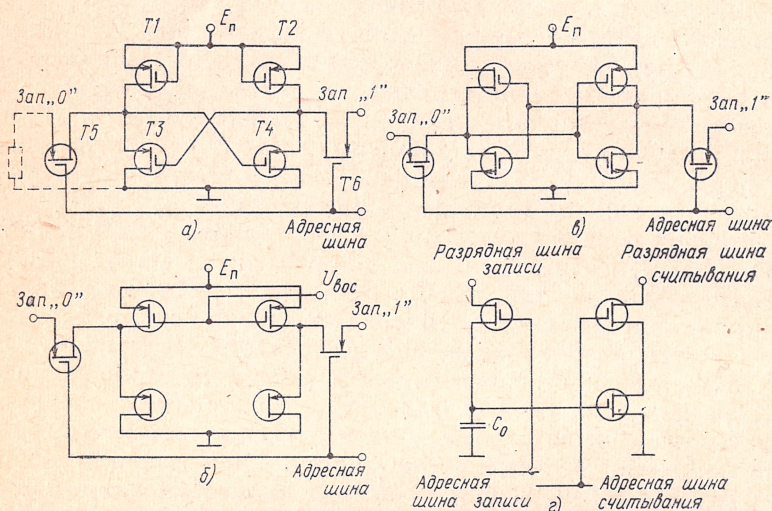 T1
Eп
T2
Зап„0"
Зап „1"
T5
T3
T4
T6
а)
Адресная
шина
Eп
Зап„0"
Зап„1"
в)
Адресная шина
Eп
Uвос
Зап„0"
Зап„1"
б)
Адресная
шина
Разрядная шина
записи
Разрядная шина
считывания
C₀
Адресная
шина записи
г)
Адресная шина
считывания